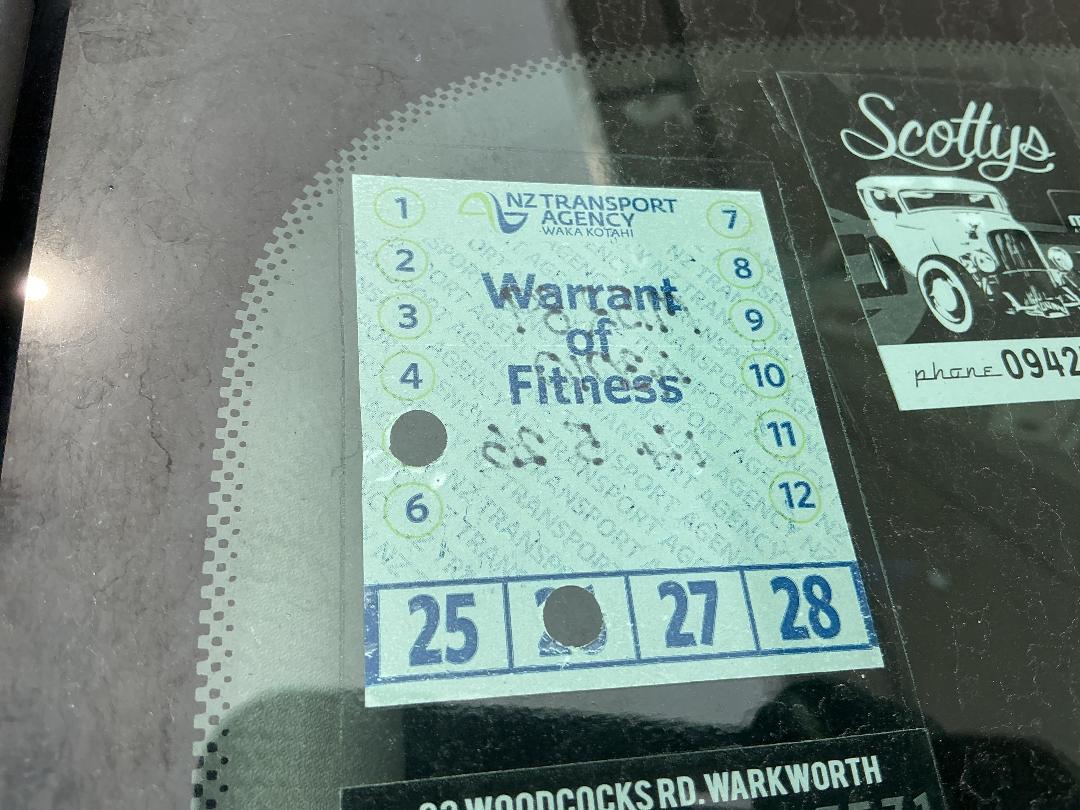 1
NZ TRANSPORT
AGENCY
WAKA KOTAHI
7
2
8
3
9
4
10
11
6
12
Warrant
of
Fitness
25
27
28
Scottys
phone 0942
WOODCOCKS RD. WARKWORTH